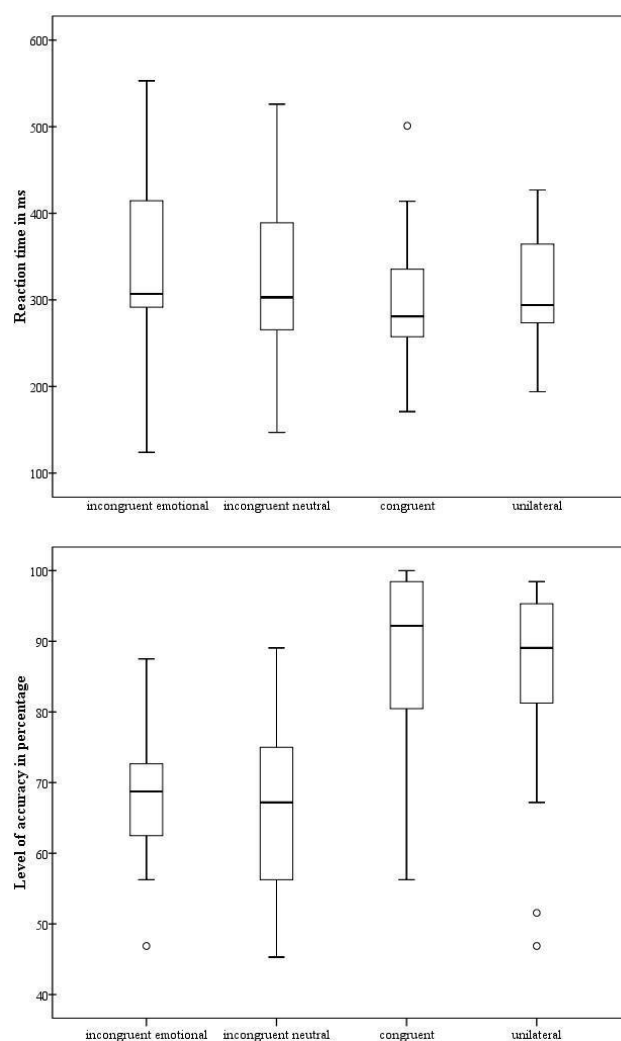 Reaction time in ms
600
500
400
300
200
100
incongruent emotional
incongruent neutral
congruent
unilateral
Level of accuracy in percentage
100
90
80
70
60
50
40
incongruent emotional
incongruent neutral
congruent
unilateral